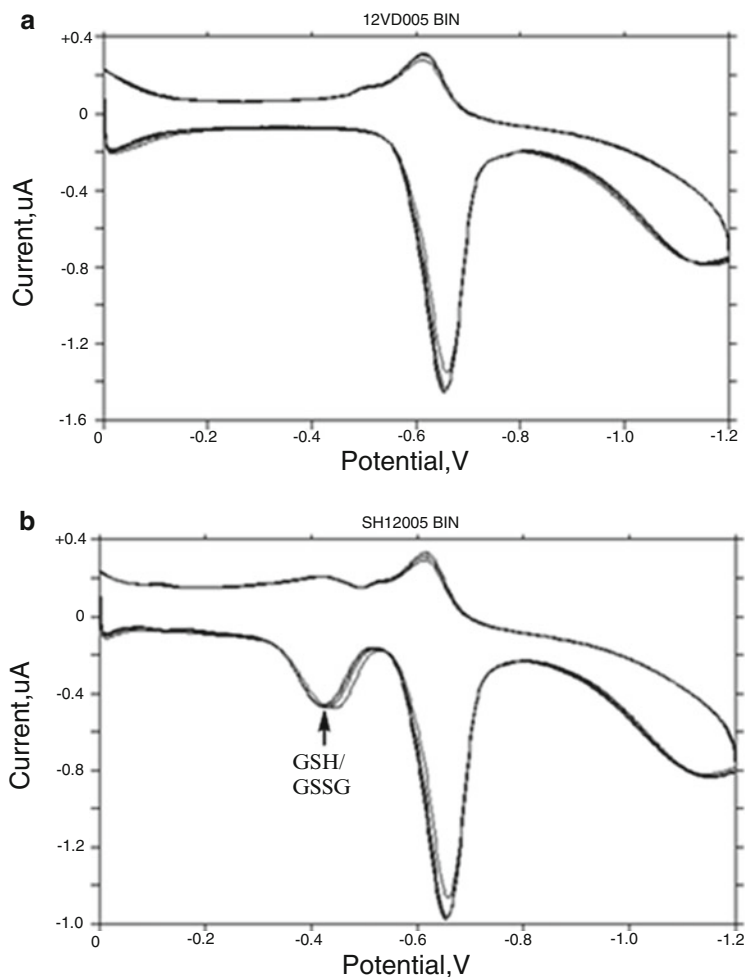 a
12VD005 BIN
+0.4
0
-0.4
-0.8
-1.2
-1.6
Current,uA
0 -0.2 -0.4 -0.6 -0.8 -1.0 -1.2
Potential,V
b
SH12005 BIN
+0.4
0
-0.4
-0.8
-1.2
-1.0
Current,uA
GSH/
GSSG
0 -0.2 -0.4 -0.6 -0.8 -1.0 -1.2
Potential,V